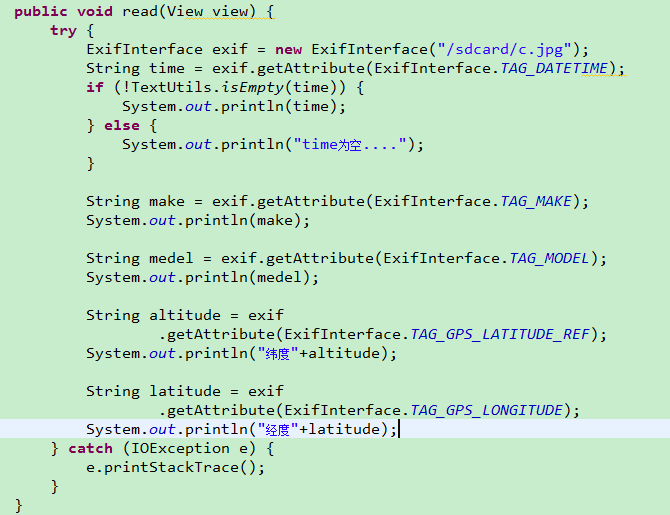 public void read(View view) {
    try {
        ExifInterface exif = new ExifInterface("/sdcard/c.jpg");
        String time = exif.getAttribute(ExifInterface.TAG_DATETIME);
        if (!TextUtils.isEmpty(time)) {
            System.out.println(time);
        } else {
            System.out.println("time为空....");
        }

        String make = exif.getAttribute(ExifInterface.TAG_MAKE);
        System.out.println(make);

        String medel = exif.getAttribute(ExifInterface.TAG_MODEL);
        System.out.println(medel);

        String altitude = exif
                .getAttribute(ExifInterface.TAG_GPS_LATITUDE_REF);
        System.out.println("纬度"+altitude);

        String latitude = exif
                .getAttribute(ExifInterface.TAG_GPS_LONGITUDE);
        System.out.println("经度"+latitude);
    } catch (IOException e) {
        e.printStackTrace();
    }
}